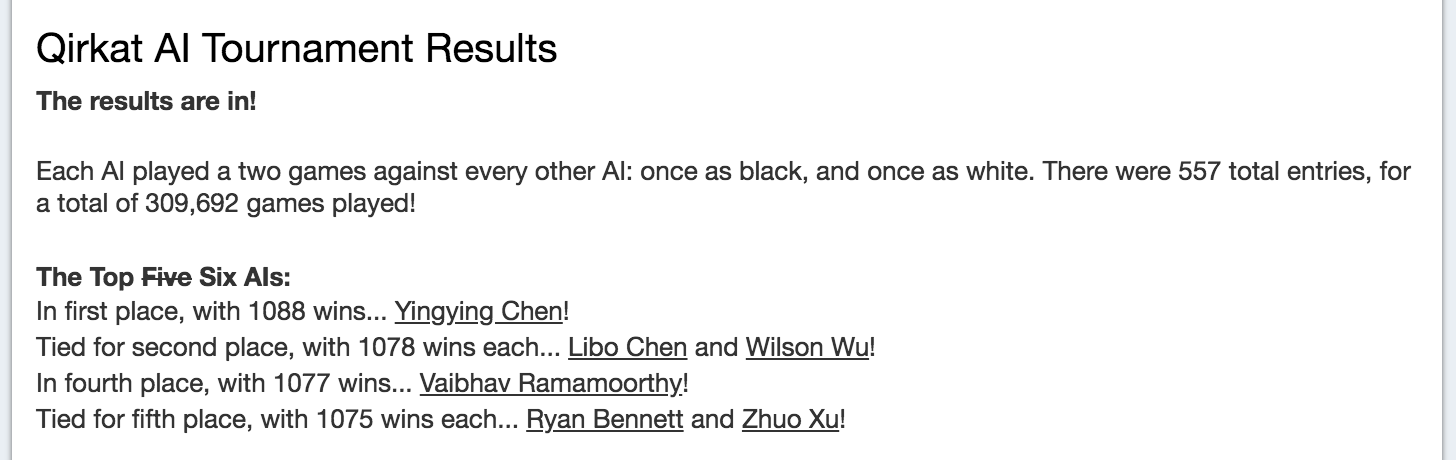 Qirkat AI Tournament Results
The results are in!
Each AI played a two games against every other AI: once as black, and once as white. There were 557 total entries, for
a total of 309,692 games played!
The Top Five Six AIs:
In first place, with 1088 wins... Yingying Chen!
Tied for second place, with 1078 wins each... Libo Chen and Wilson Wu!
In fourth place, with 1077 wins... Vaibhav Ramamoorthy!
Tied for fifth place, with 1075 wins each... Ryan Bennett and Zhuo Xu!